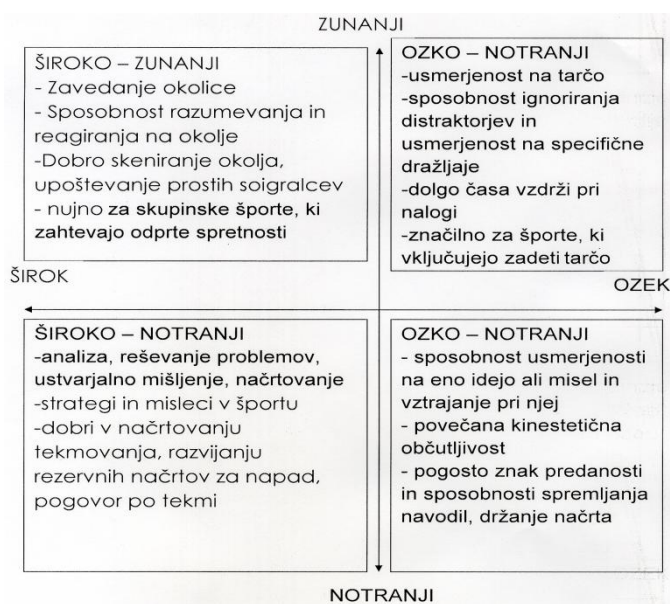 ZUNANJI
ŠIROKO – ZUNANJI
- Zavedanje okolice
- Sposobnost razumevanja in
reagiranja na okolje
-Dobro skeniranje okolja,
upoštevanje prostih soigralcev
- nujno za skupinske športe, ki
zahtevajo odprte spretnosti
OZKO – NOTRANJI
-usmerjenost na tarčo
-sposobnost ignoriranja
distraktorjev in
usmerjenost na specifične
dražljaje
-dolgo časa vzdrži pri
nalogi
-značilno za športe, ki
vključujejo zadeti tarčo
ŠIROK
OZEK
ŠIROKO – NOTRANJI
-analiza, reševanje problemov,
ustvarjalno mišljenje, načrtovanje
-strategi in misleci v športu
-dobri v načrtovanju
tekmovanja, razvijanju
rezervnih načrtov za napad,
pogovor po tekmi
OZKO – NOTRANJI
- sposobnost usmerjenosti
na eno idejo ali misel in
vztrajanje pri njej
- povečana kinestetična
občutljivost
- pogosto znak predanosti
in sposobnosti spremljanja
navodil, držanje načrta
NOTRANJI